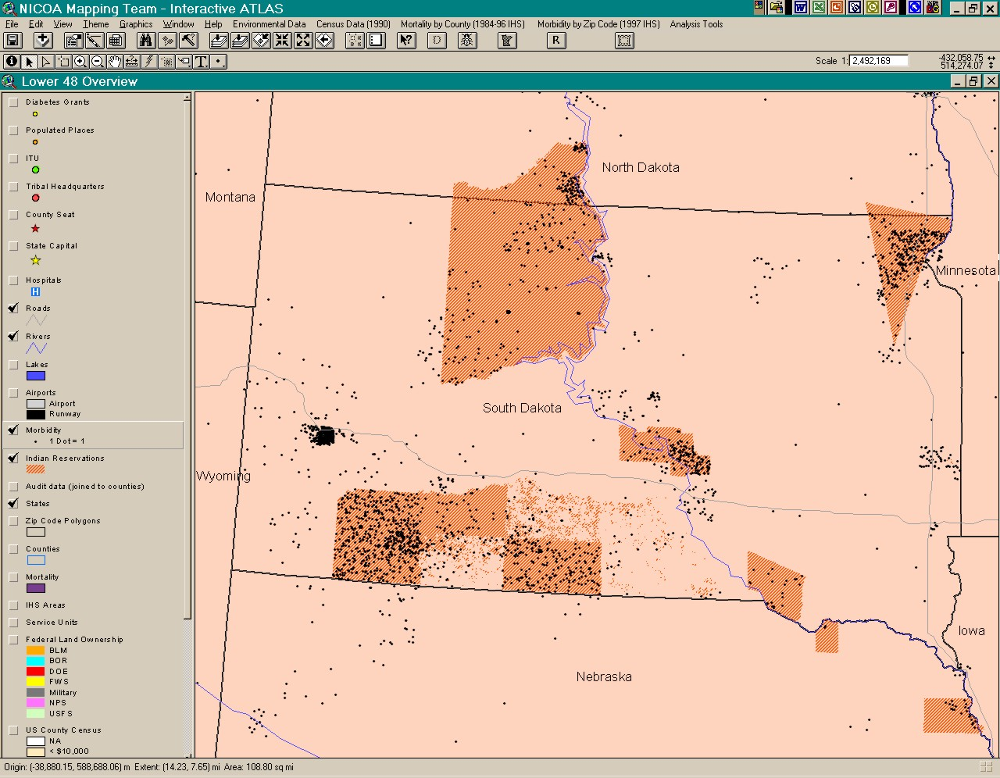 NICOA Mapping Team - Interactive ATLAS
File Edit View Theme Graphics Window Help Environmental Data Census Data (1990) Mortality by County (1984-96 IHS) Morbidity by Zip Code (1997 IHS) Analysis Tools
D R
T
Scale 1: 2,492,169
-432,058.75
514,274.07
Lower 48 Overview
Diabetes Grants
Populated Places
ITU
Tribal Headquarters
County Seat
State Capital
Hospitals
H
Roads
Rivers
Lakes
Airports
Airport
Runway
Morbidity
1 Dot = 1
Indian Reservations
Audit data (joined to counties)
States
Zip Code Polygons
Counties
Mortality
IHS Areas
Service Units
Federal Land Ownership
BLM
BOR
DOE
FWS
Military
NPS
USFS
US County Census
NA
< $10,000
North Dakota
Montana
Minnesota
South Dakota
Wyoming
Iowa
Nebraska
Origin: (-38,880.15, 588,688.06) m Extent: (14.23, 7.65) mi Area: 108.80 sq mi